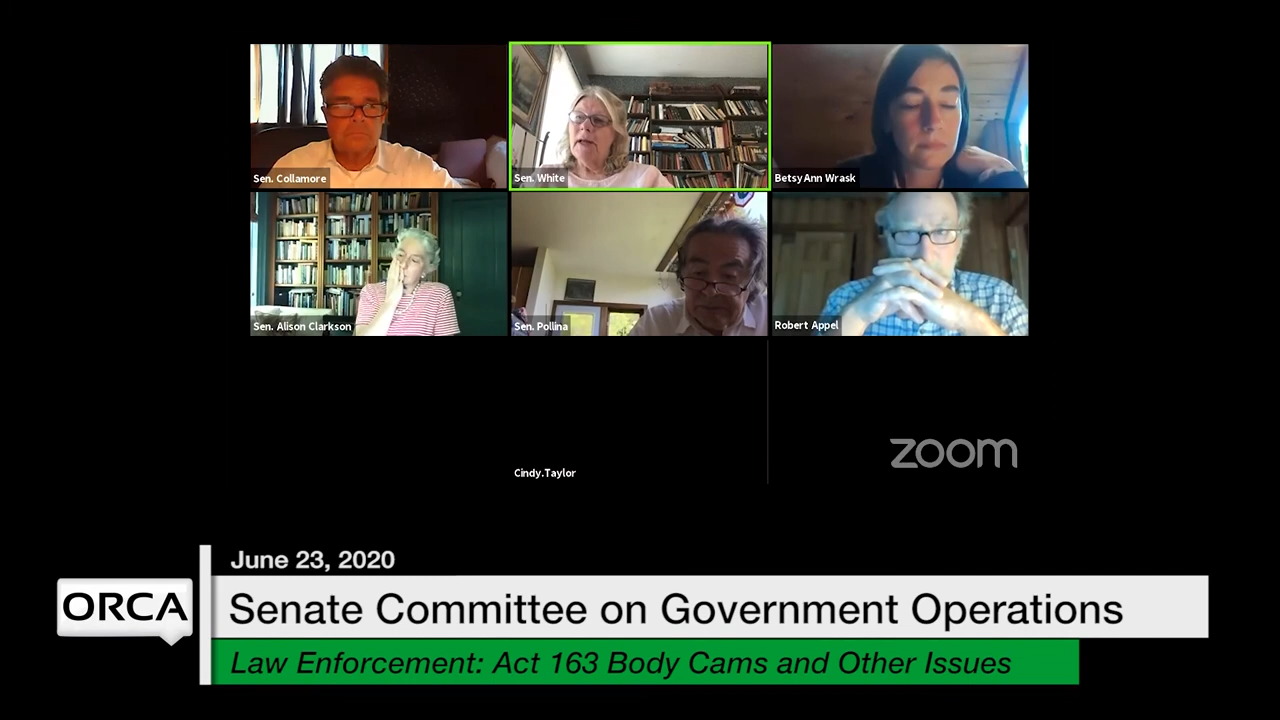 Sen. Collamore
Sen. White
BetsyAnn Wrask
Sen. Alison Clarkson
Sen. Pollina
Robert Appel
Cindy.Taylor
zoom
June 23, 2020
ORCA
Senate Committee on Government Operations
Law Enforcement: Act 163 Body Cams and Other Issues